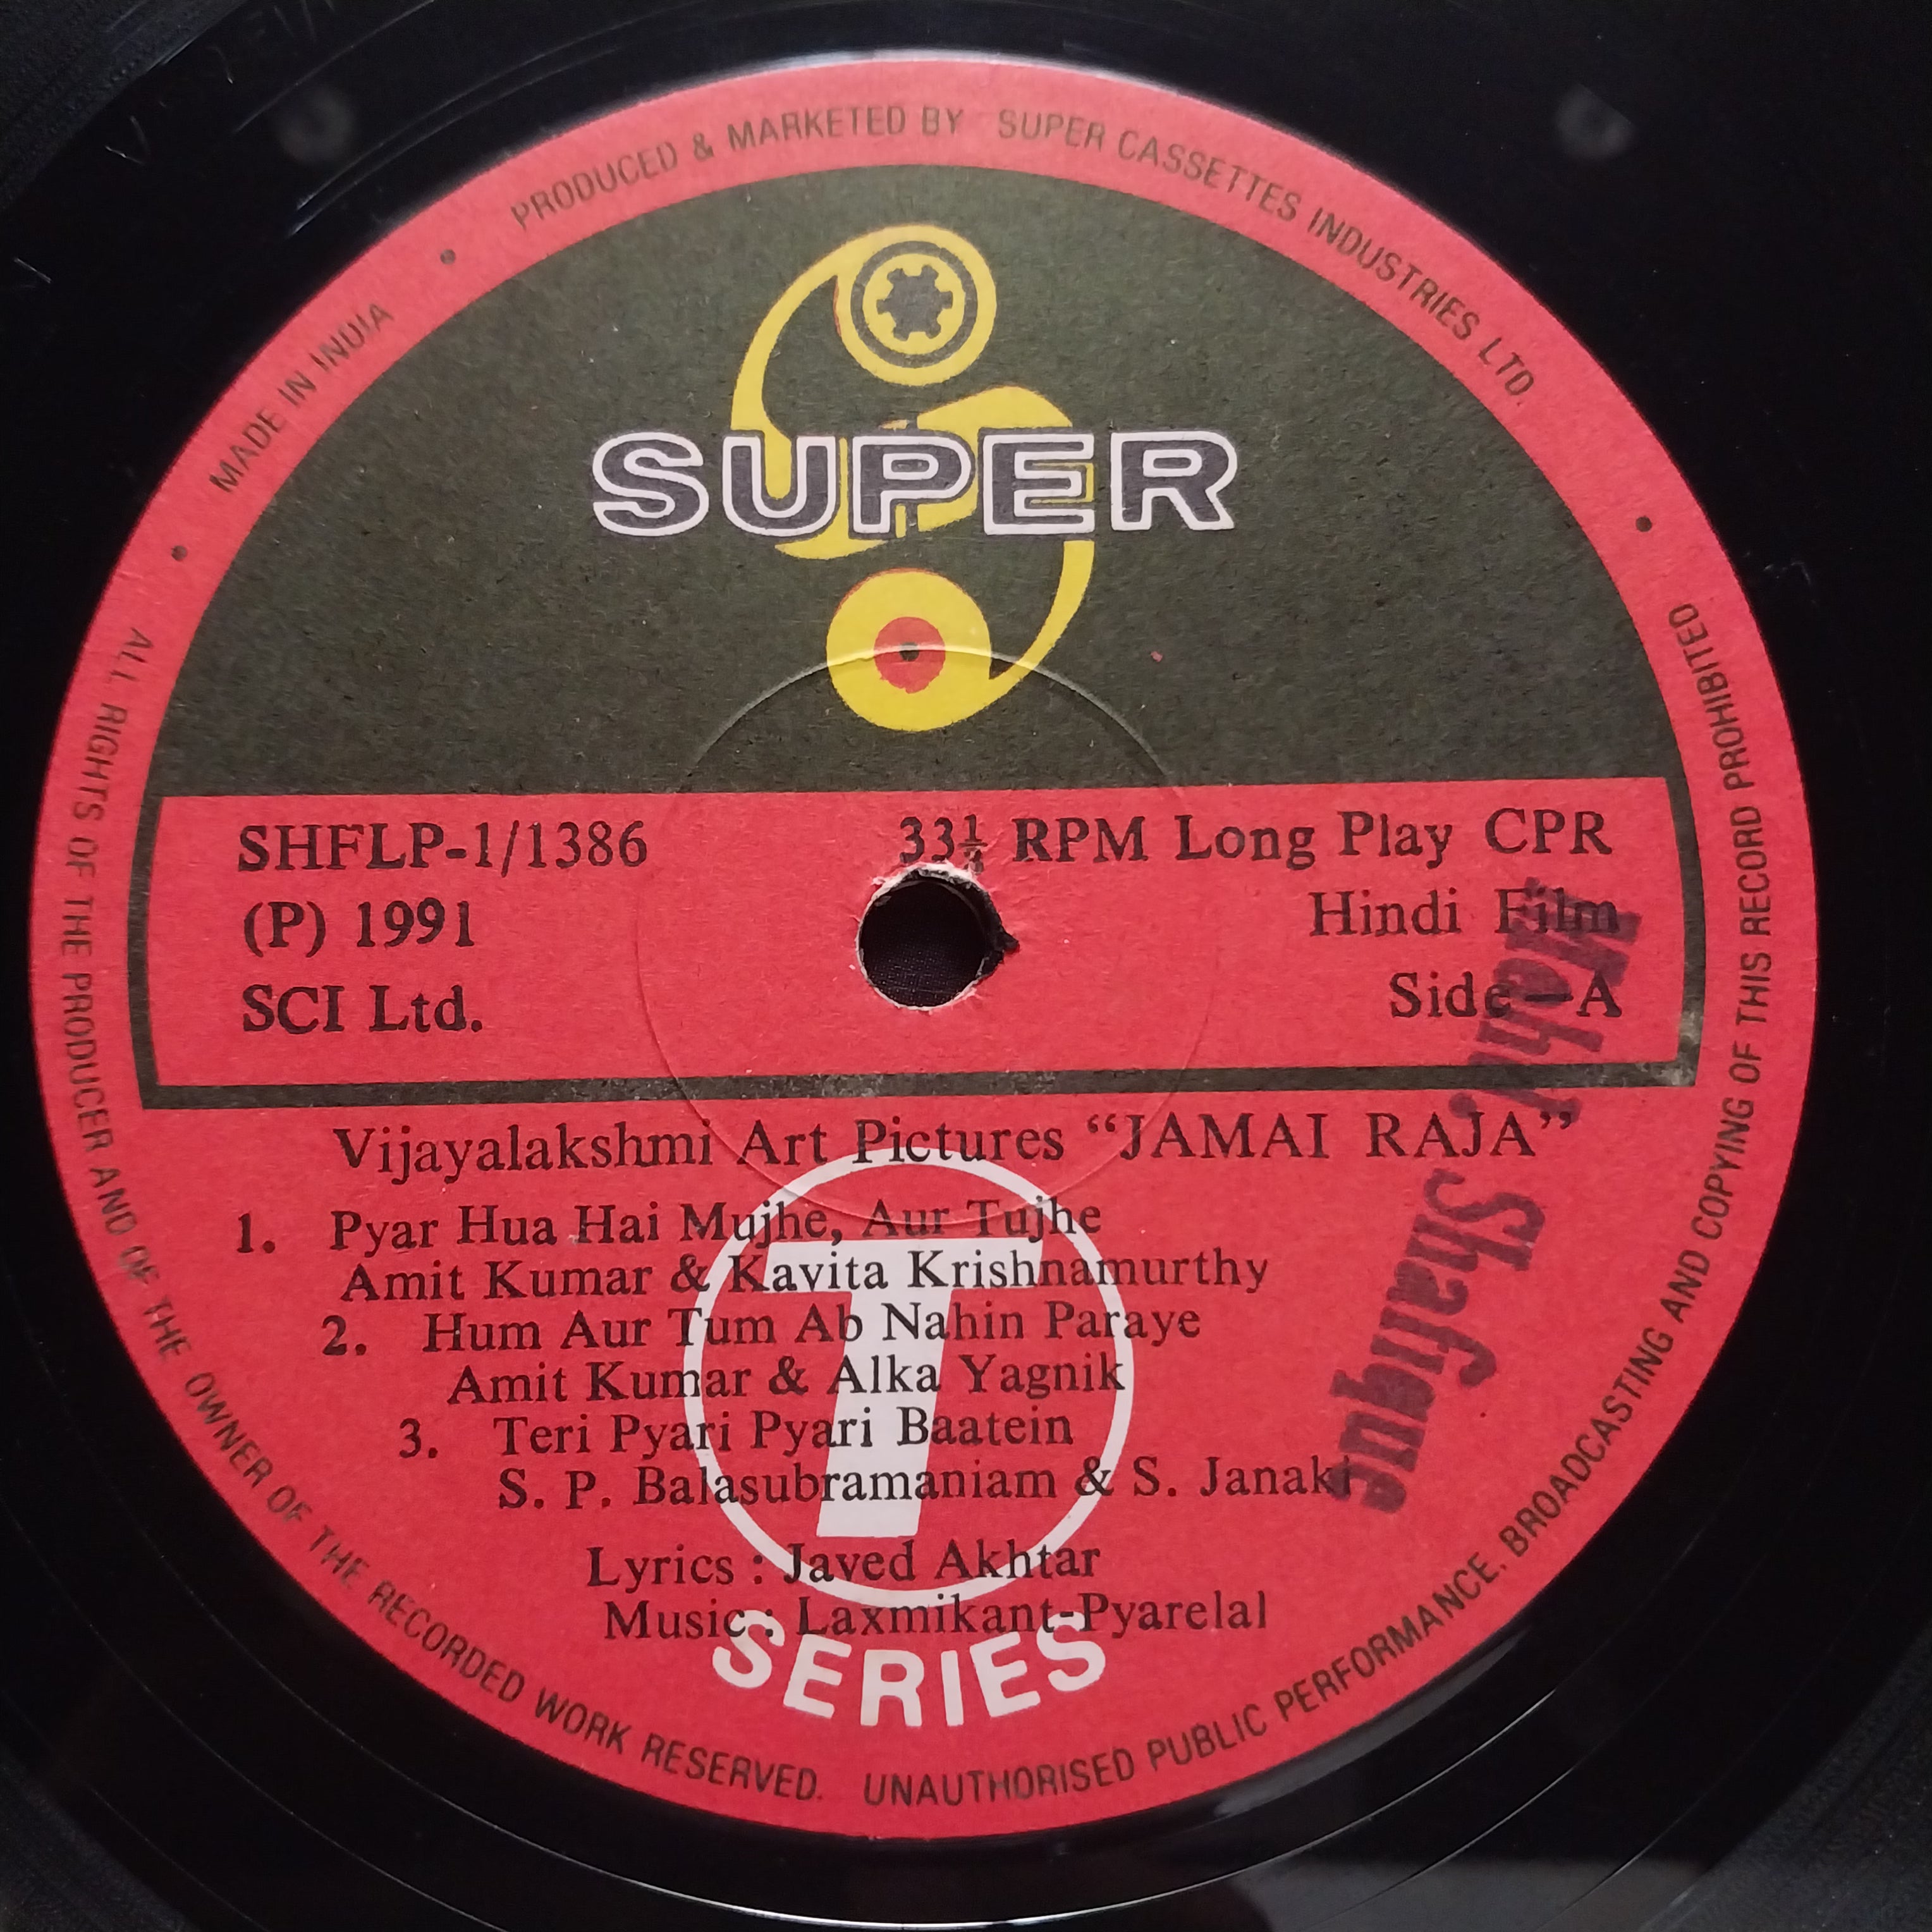 MADE IN INDIA • PRODUCED & MARKETED BY SUPER CASSETTES INDUSTRIES LTD. •
SUPER
SHFLP-1/1386 33⅓ RPM Long Play CPR
(P) 1991 Hindi Film
SCI Ltd. Side—A
Vijayalakshmi Art Pictures “JAMAI RAJA”
1. Pyar Hua Hai Mujhe, Aur Tujhe
Amit Kumar & Kavita Krishnamurthy
2. Hum Aur Tum Ab Nahin Paraye
Amit Kumar & Alka Yagnik
3. Teri Pyari Pyari Baatein
S. P. Balasubramaniam & S. Janaki
Lyrics : Javed Akhtar
Music : Laxmikant-Pyarelal
T
SERIES
Mohd. Shafique
• ALL RIGHTS OF THE PRODUCER AND OF THE OWNER OF THE RECORDED WORK RESERVED. UNAUTHORISED PUBLIC PERFORMANCE. BROADCASTING AND COPYING OF THIS RECORD PROHIBITED